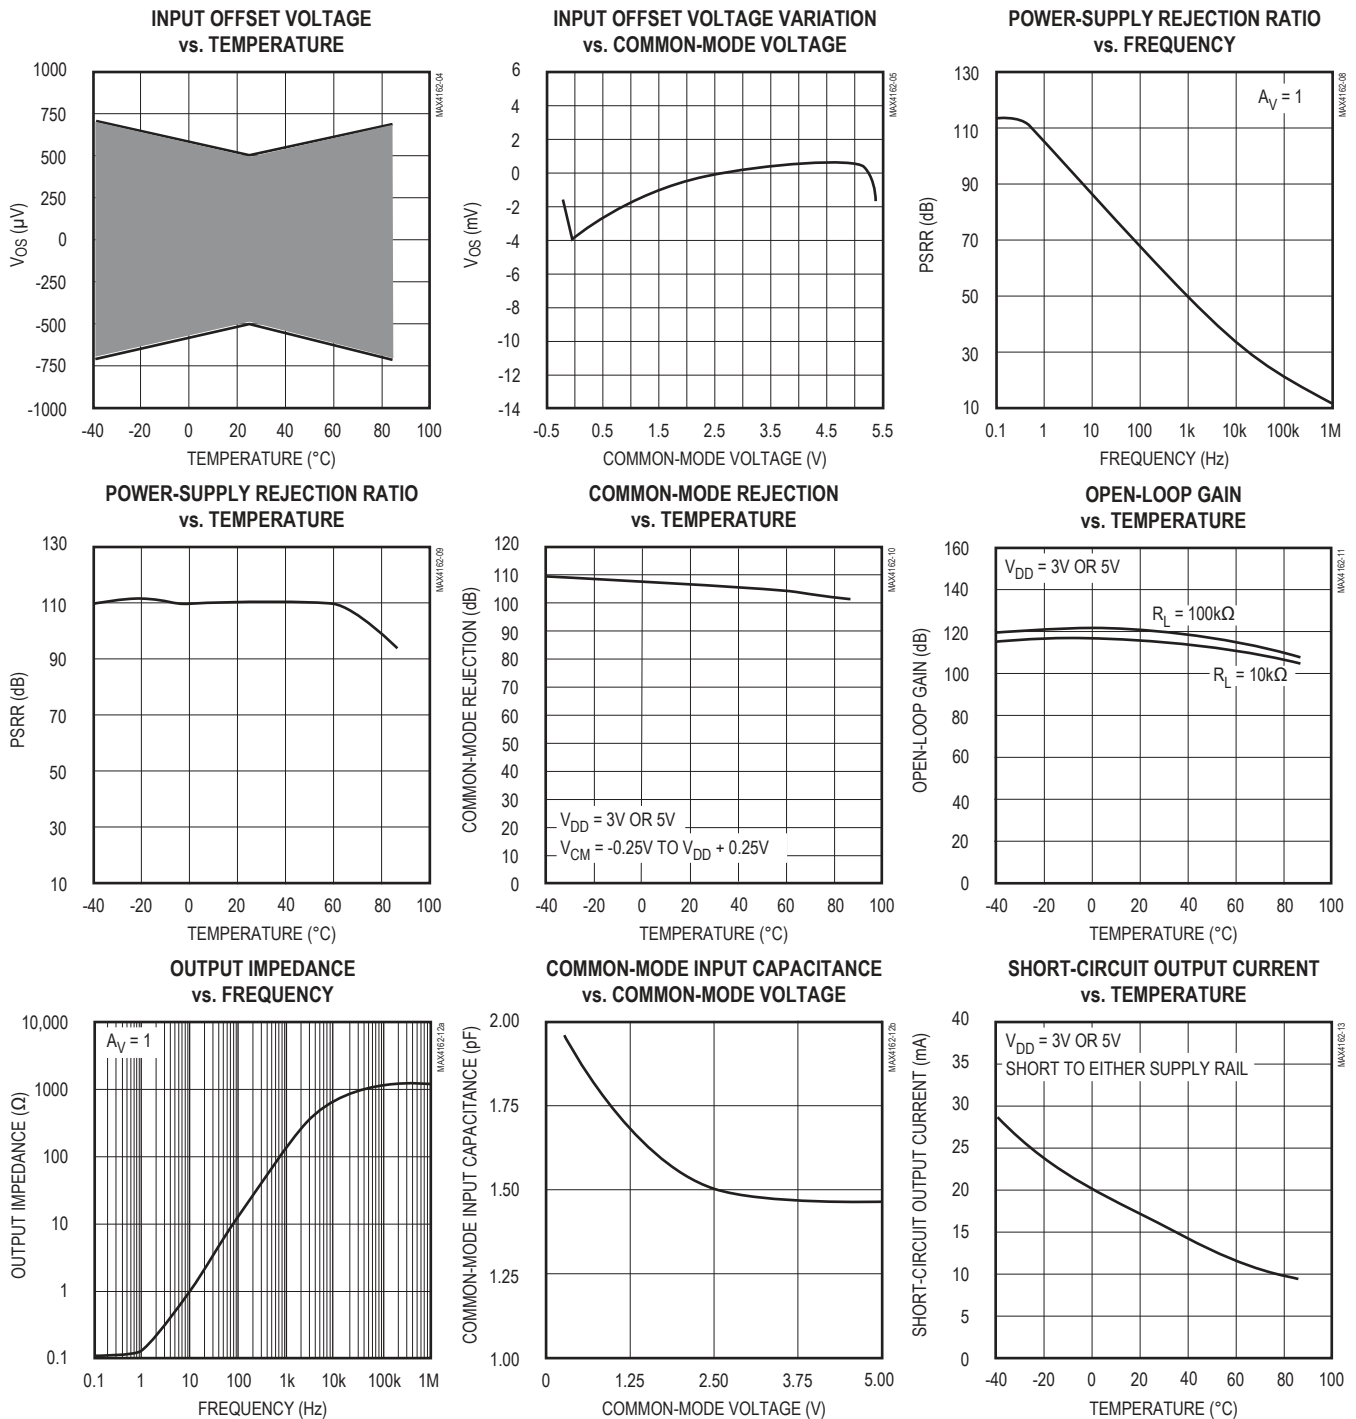 INPUT OFFSET VOLTAGE
vs. TEMPERATURE
MAX4162-04
1000
750
500
250
0
-250
-500
-750
-1000
VOS (µV)
-40 -20 0 20 40 60 80 100
TEMPERATURE (°C)
INPUT OFFSET VOLTAGE VARIATION
vs. COMMON-MODE VOLTAGE
MAX4162-05
6
4
2
0
-2
-4
-6
-8
-10
-12
-14
VOS (mV)
-0.5 0.5 1.5 2.5 3.5 4.5 5.5
COMMON-MODE VOLTAGE (V)
POWER-SUPPLY REJECTION RATIO
vs. FREQUENCY
MAX4162-08
AV = 1
130
110
90
70
50
30
10
PSRR (dB)
0.1 1 10 100 1k 10k 100k 1M
FREQUENCY (Hz)
POWER-SUPPLY REJECTION RATIO
vs. TEMPERATURE
MAX4162-09
130
110
90
70
50
30
10
PSRR (dB)
-40 -20 0 20 40 60 80 100
TEMPERATURE (°C)
COMMON-MODE REJECTION
vs. TEMPERATURE
MAX4162-10
120
110
100
90
80
70
60
50
40
30
20
10
0
COMMON-MODE REJECTION (dB)
VDD = 3V OR 5V
VCM = -0.25V TO VDD + 0.25V
-40 -20 0 20 40 60 80 100
TEMPERATURE (°C)
OPEN-LOOP GAIN
vs. TEMPERATURE
MAX4162-11
VDD = 3V OR 5V
RL = 100kΩ
RL = 10kΩ
160
140
120
100
80
60
40
20
0
OPEN-LOOP GAIN (dB)
-40 -20 0 20 40 60 80 100
TEMPERATURE (°C)
OUTPUT IMPEDANCE
vs. FREQUENCY
MAX4162-12a
AV = 1
10,000
1000
100
10
1
0.1
OUTPUT IMPEDANCE (Ω)
0.1 1 10 100 1k 10k 100k 1M
FREQUENCY (Hz)
COMMON-MODE INPUT CAPACITANCE
vs. COMMON-MODE VOLTAGE
MAX4162-12b
2.00
1.75
1.50
1.25
1.00
COMMON-MODE INPUT CAPACITANCE (pF)
0 1.25 2.50 3.75 5.00
COMMON-MODE VOLTAGE (V)
SHORT-CIRCUIT OUTPUT CURRENT
vs. TEMPERATURE
MAX4162-13
VDD = 3V OR 5V
SHORT TO EITHER SUPPLY RAIL
40
35
30
25
20
15
10
5
0
SHORT-CIRCUIT OUTPUT CURRENT (mA)
-40 -20 0 20 40 60 80 100
TEMPERATURE (°C)